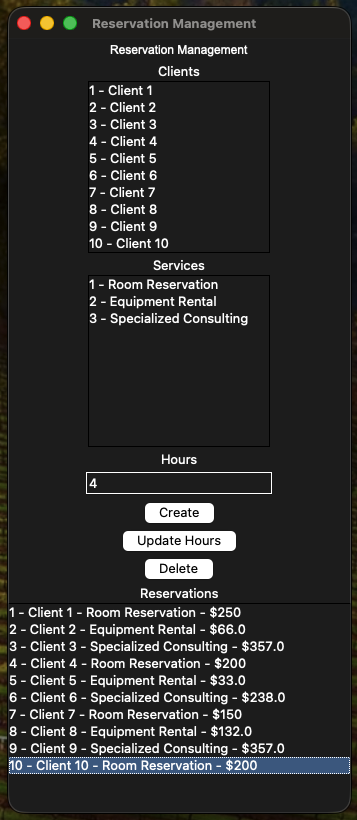 Reservation Management
Reservation Management
Clients
1 - Client 1
2 - Client 2
3 - Client 3
4 - Client 4
5 - Client 5
6 - Client 6
7 - Client 7
8 - Client 8
9 - Client 9
10 - Client 10
Services
1 - Room Reservation
2 - Equipment Rental
3 - Specialized Consulting
Hours
4
Create
Update Hours
Delete
Reservations
1 - Client 1 - Room Reservation - $250
2 - Client 2 - Equipment Rental - $66.0
3 - Client 3 - Specialized Consulting - $357.0
4 - Client 4 - Room Reservation - $200
5 - Client 5 - Equipment Rental - $33.0
6 - Client 6 - Specialized Consulting - $238.0
7 - Client 7 - Room Reservation - $150
8 - Client 8 - Equipment Rental - $132.0
9 - Client 9 - Specialized Consulting - $357.0
10 - Client 10 - Room Reservation - $200